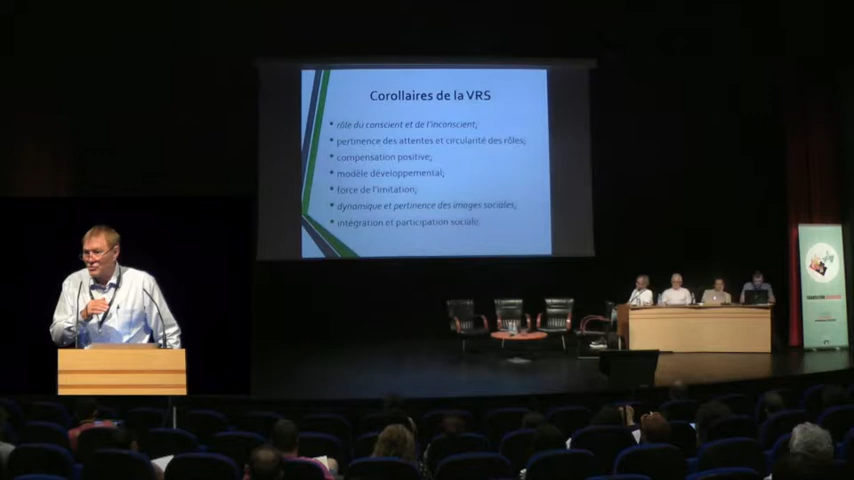 Corollaires de la VRS
• rôle du conscient et de l'inconscient;
• pertinence des attentes et circularité des rôles;
• compensation positive;
• modèle développemental;
• force de l'imitation;
• dynamique et pertinence des images sociales;
• intégration et participation sociale